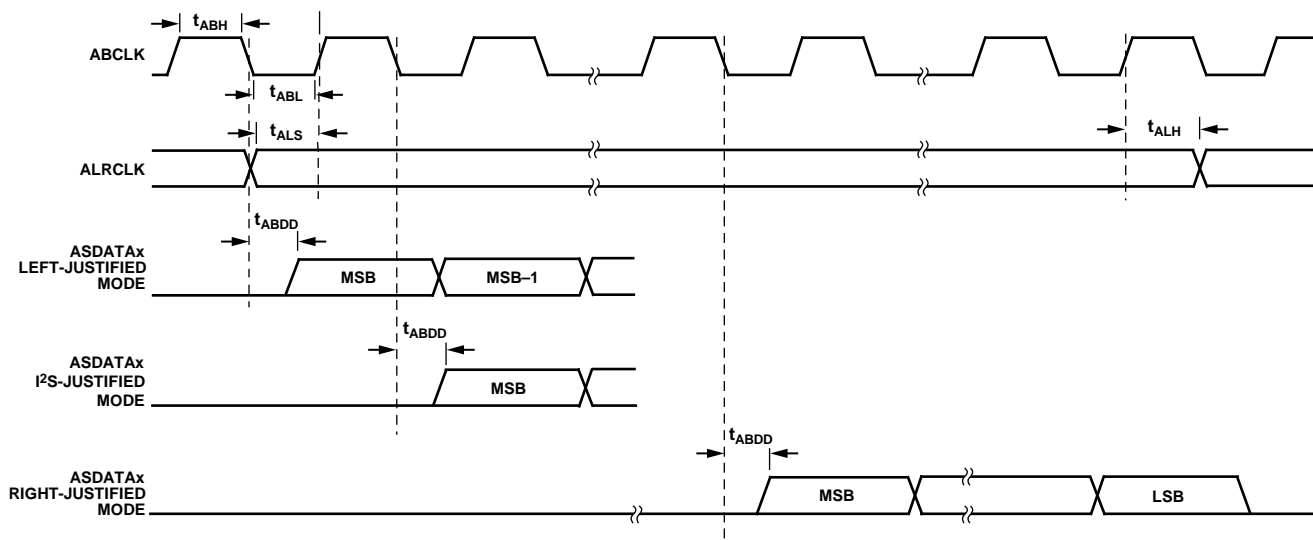 tABH
ABCLK
tABL
tALS
tALH
ALRCLK
tABDD
ASDATAx
LEFT-JUSTIFIED
MODE
MSB
MSB–1
tABDD
ASDATAx
I2S-JUSTIFIED
MODE
MSB
tABDD
ASDATAx
RIGHT-JUSTIFIED
MODE
MSB
LSB